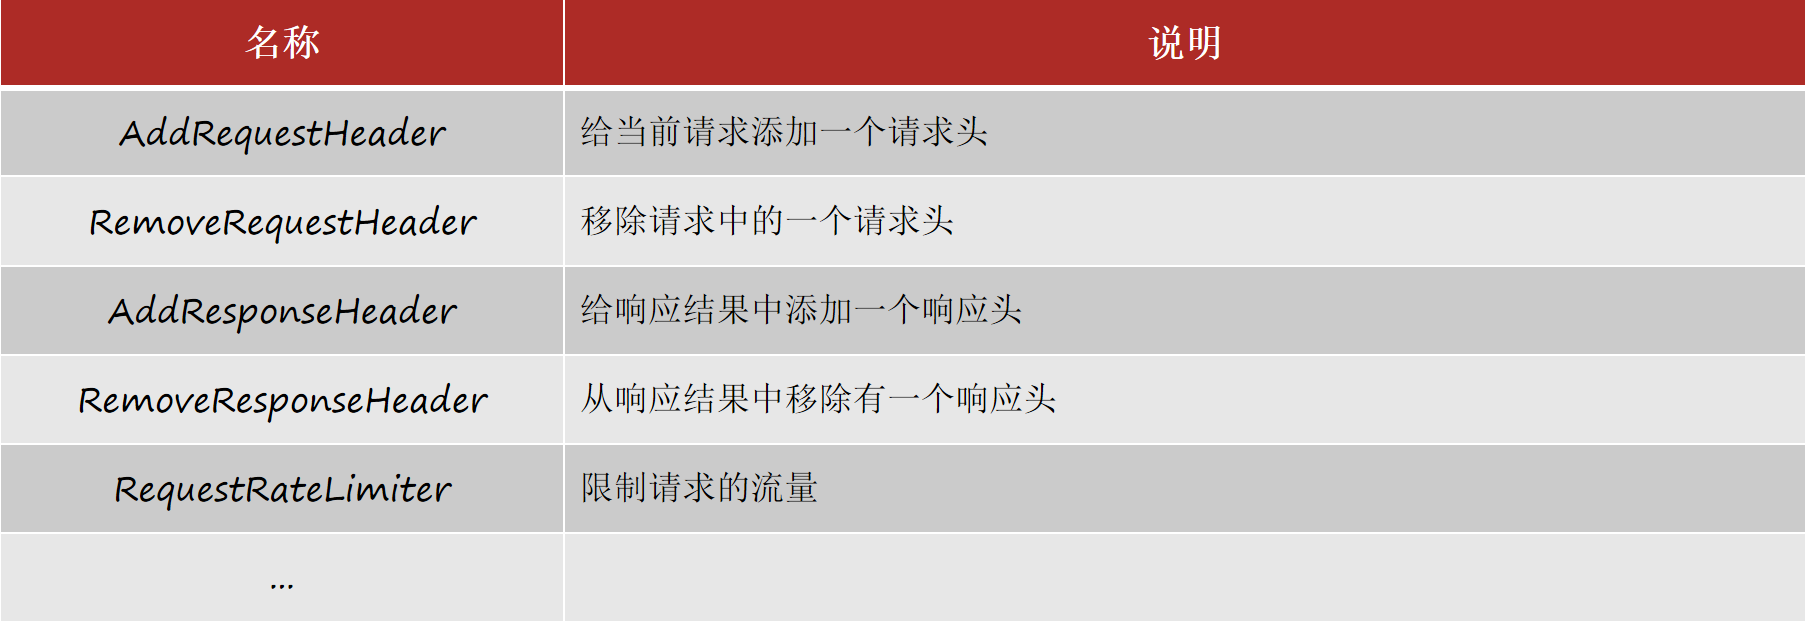 名称 说明
AddRequestHeader 给当前请求添加一个请求头
RemoveRequestHeader 移除请求中的一个请求头
AddResponseHeader 给响应结果中添加一个响应头
RemoveResponseHeader 从响应结果中移除有一个响应头
RequestRateLimiter 限制请求的流量
...